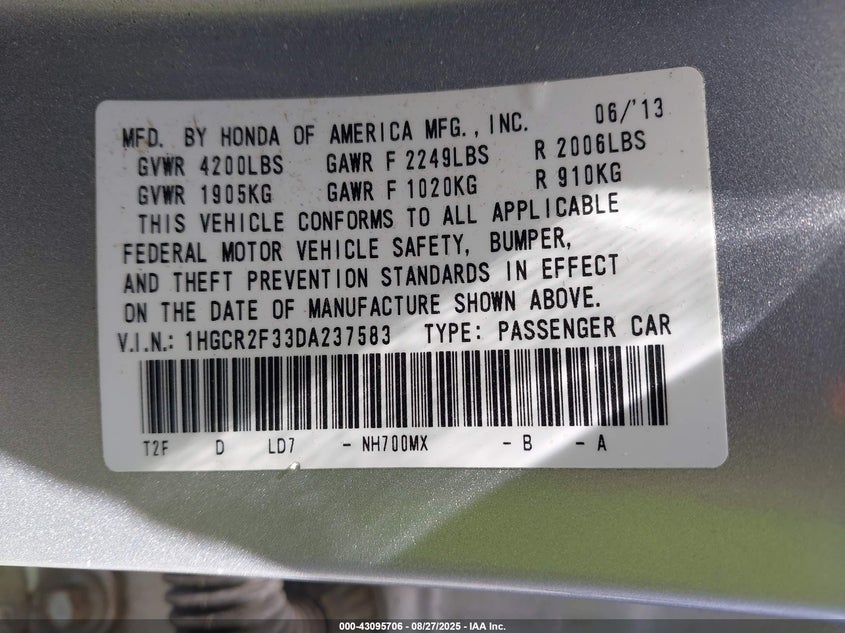 MFD. BY HONDA OF AMERICA MFG., INC. 06/'13
GVWR 4200LBS GAWR F 2249LBS R 2006LBS
GVWR 1905KG GAWR F 1020KG R 910KG
THIS VEHICLE CONFORMS TO ALL APPLICABLE
FEDERAL MOTOR VEHICLE SAFETY, BUMPER,
AND THEFT PREVENTION STANDARDS IN EFFECT
ON THE DATE OF MANUFACTURE SHOWN ABOVE.
V.I.N.: 1HGCR2F33DA237583 TYPE: PASSENGER CAR
T2F D LD7 - NH700MX - B - A
000-43095706 - 08/27/2025 - IAA Inc.